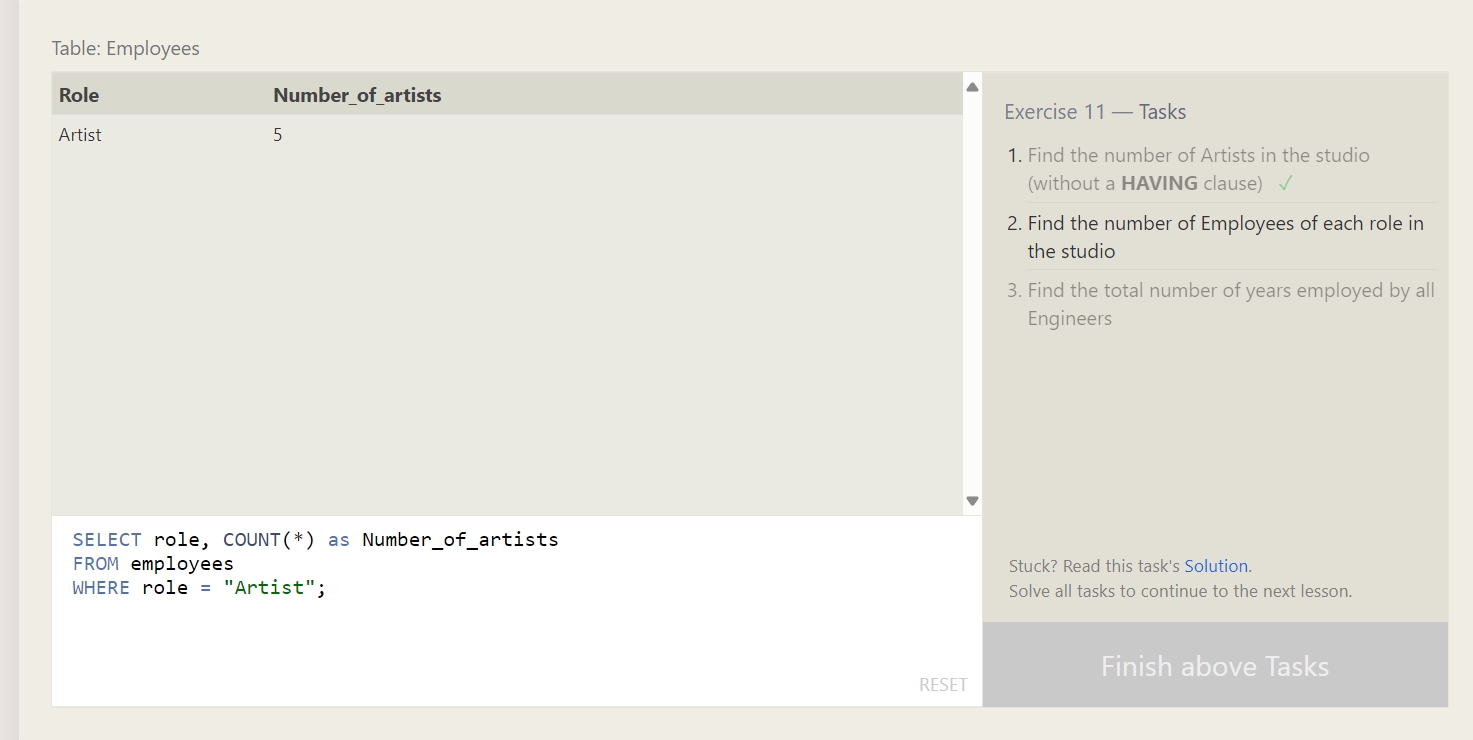 Table: Employees
Role Number_of_artists
Artist 5
SELECT role, COUNT(*) as Number_of_artists
FROM employees
WHERE role = "Artist";
RESET
Exercise 11 — Tasks
1. Find the number of Artists in the studio
(without a HAVING clause) ✓
2. Find the number of Employees of each role in
the studio
3. Find the total number of years employed by all
Engineers
Stuck? Read this task's Solution.
Solve all tasks to continue to the next lesson.
Finish above Tasks